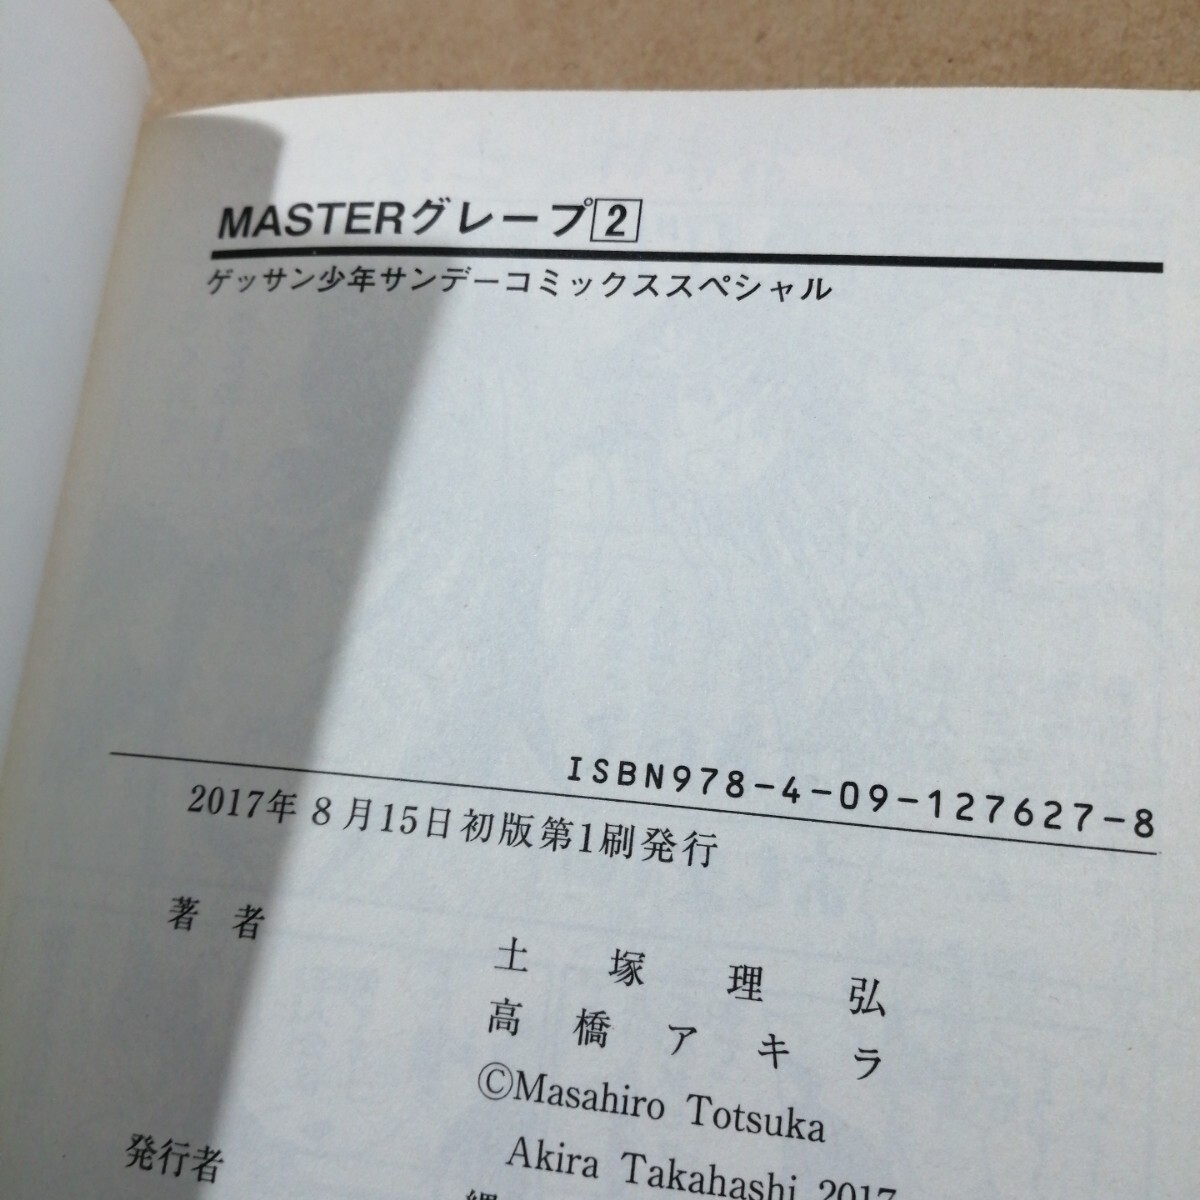 MASTERグレープ2
ゲッサン少年サンデーコミックススペシャル
ISBN978-4-09-127627-8
2017年8月15日初版第1刷発行
著者
土塚理弘
高橋アキラ
©Masahiro Totsuka
Akira Takahashi 2017
発行者
縄